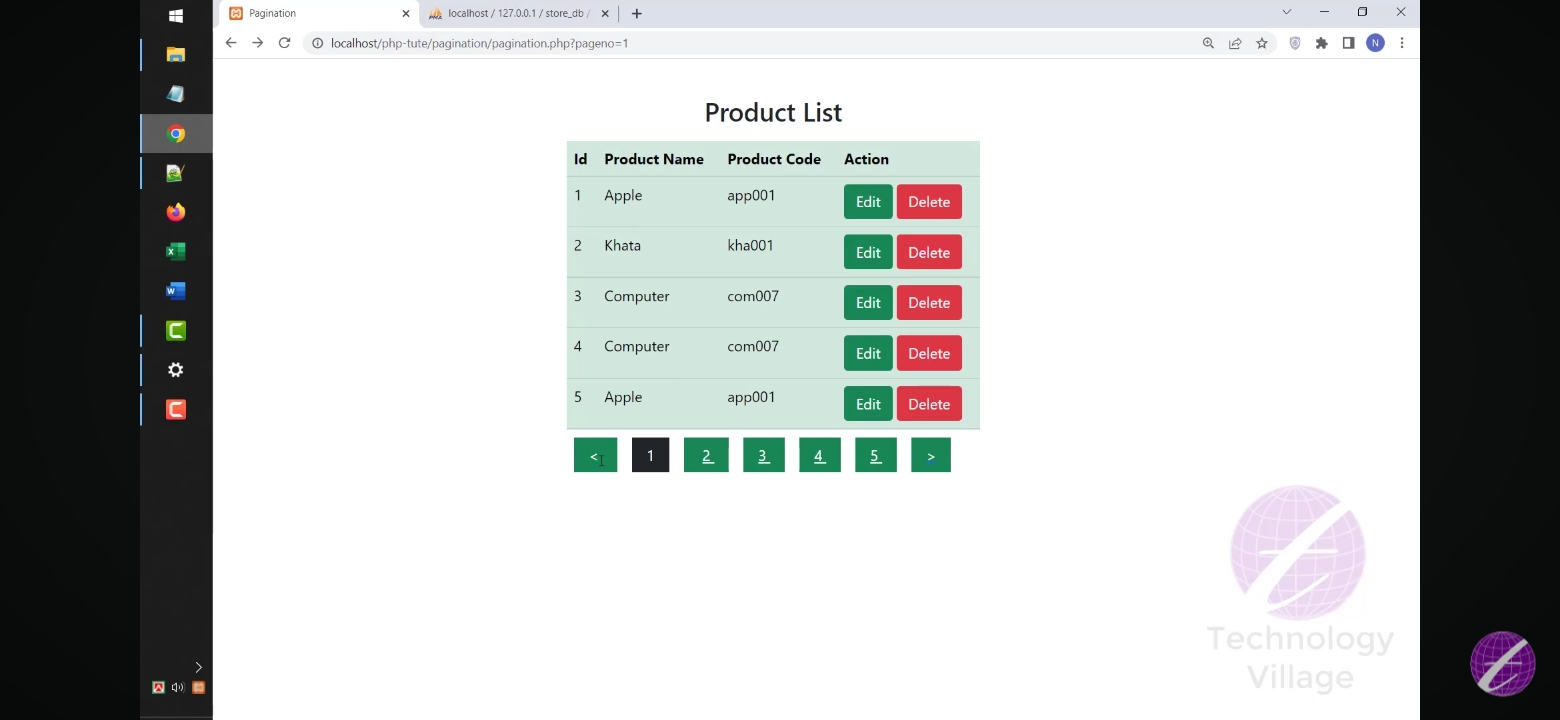 Pagination
localhost / 127.0.0.1 / store_db /
localhost/php-tute/pagination/pagination.php?pageno=1
N
Product List
Id Product Name Product Code Action
1 Apple app001 Edit Delete
2 Khata kha001 Edit Delete
3 Computer com007 Edit Delete
4 Computer com007 Edit Delete
5 Apple app001 Edit Delete
< 1 2 3 4 5 >
Technology
Village